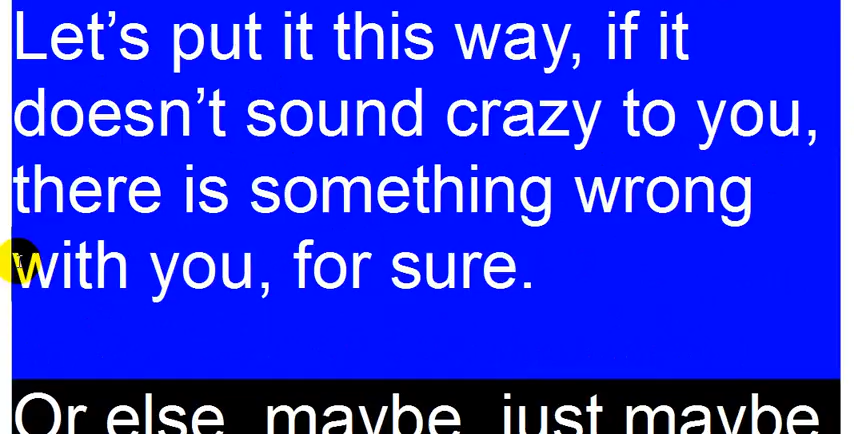 Let’s put it this way, if it
doesn’t sound crazy to you,
there is something wrong
with you, for sure.
Or else maybe just maybe